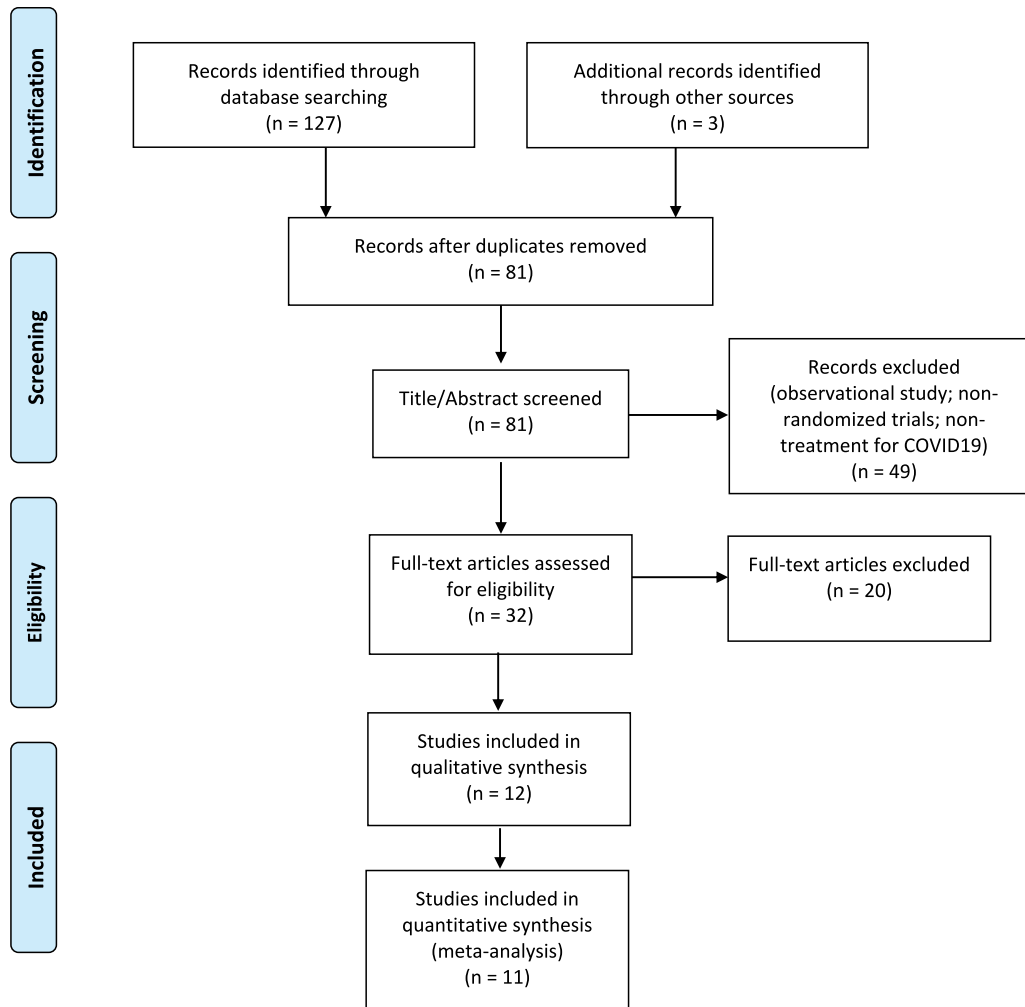 Identification
Records identified through
database searching
(n = 127)
Additional records identified
through other sources
(n = 3)
Records after duplicates removed
(n = 81)
Screening
Title/Abstract screened
(n = 81)
Records excluded
(observational study; non-
randomized trials; non-
treatment for COVID19)
(n = 49)
Eligibility
Full-text articles assessed
for eligibility
(n = 32)
Full-text articles excluded
(n = 20)
Studies included in
qualitative synthesis
(n = 12)
Included
Studies included in
quantitative synthesis
(meta-analysis)
(n = 11)